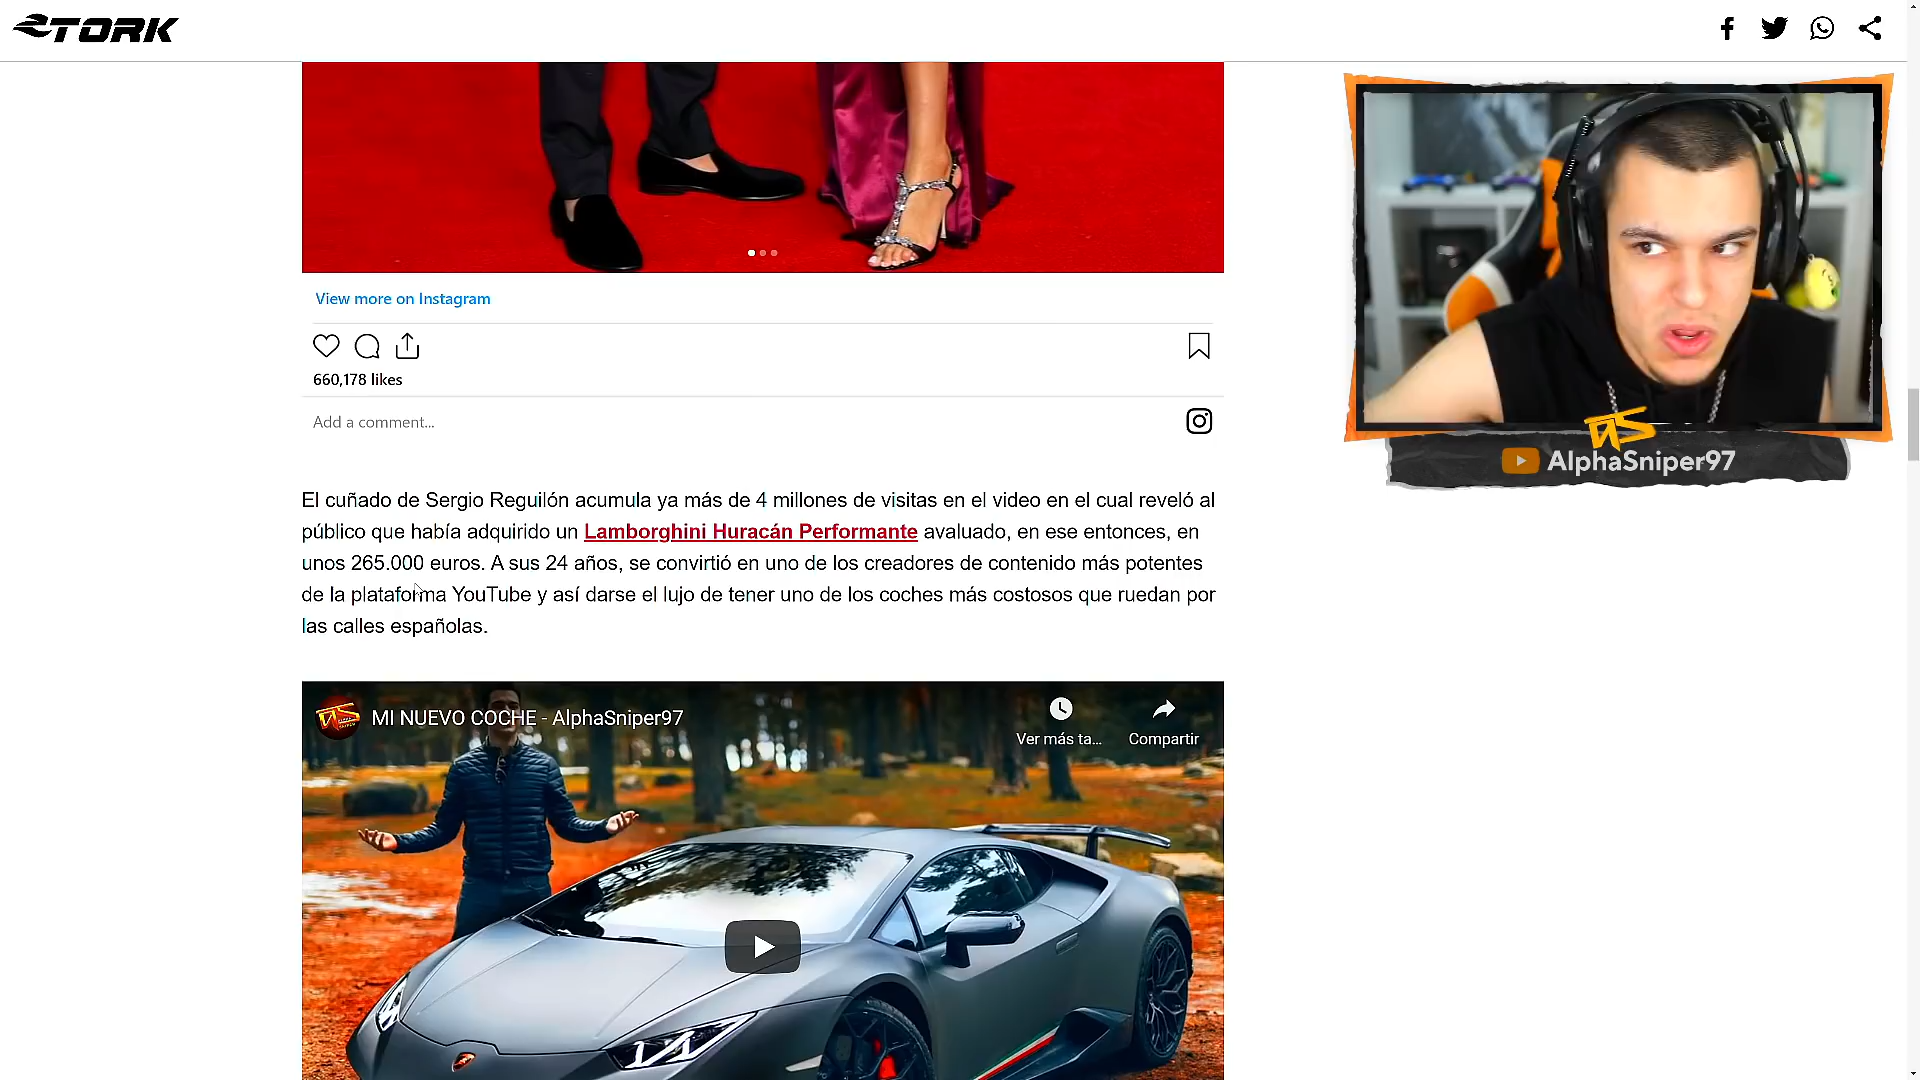 TORK
View more on Instagram
660,178 likes
Add a comment...
AlphaSniper97
El cuñado de Sergio Reguilón acumula ya más de 4 millones de visitas en el video en el cual reveló al
público que había adquirido un Lamborghini Huracán Performante avaluado, en ese entonces, en
unos 265.000 euros. A sus 24 años, se convirtió en uno de los creadores de contenido más potentes
de la plataforma YouTube y así darse el lujo de tener uno de los coches más costosos que ruedan por
las calles españolas.
MI NUEVO COCHE - AlphaSniper97
Ver más ta...
Compartir